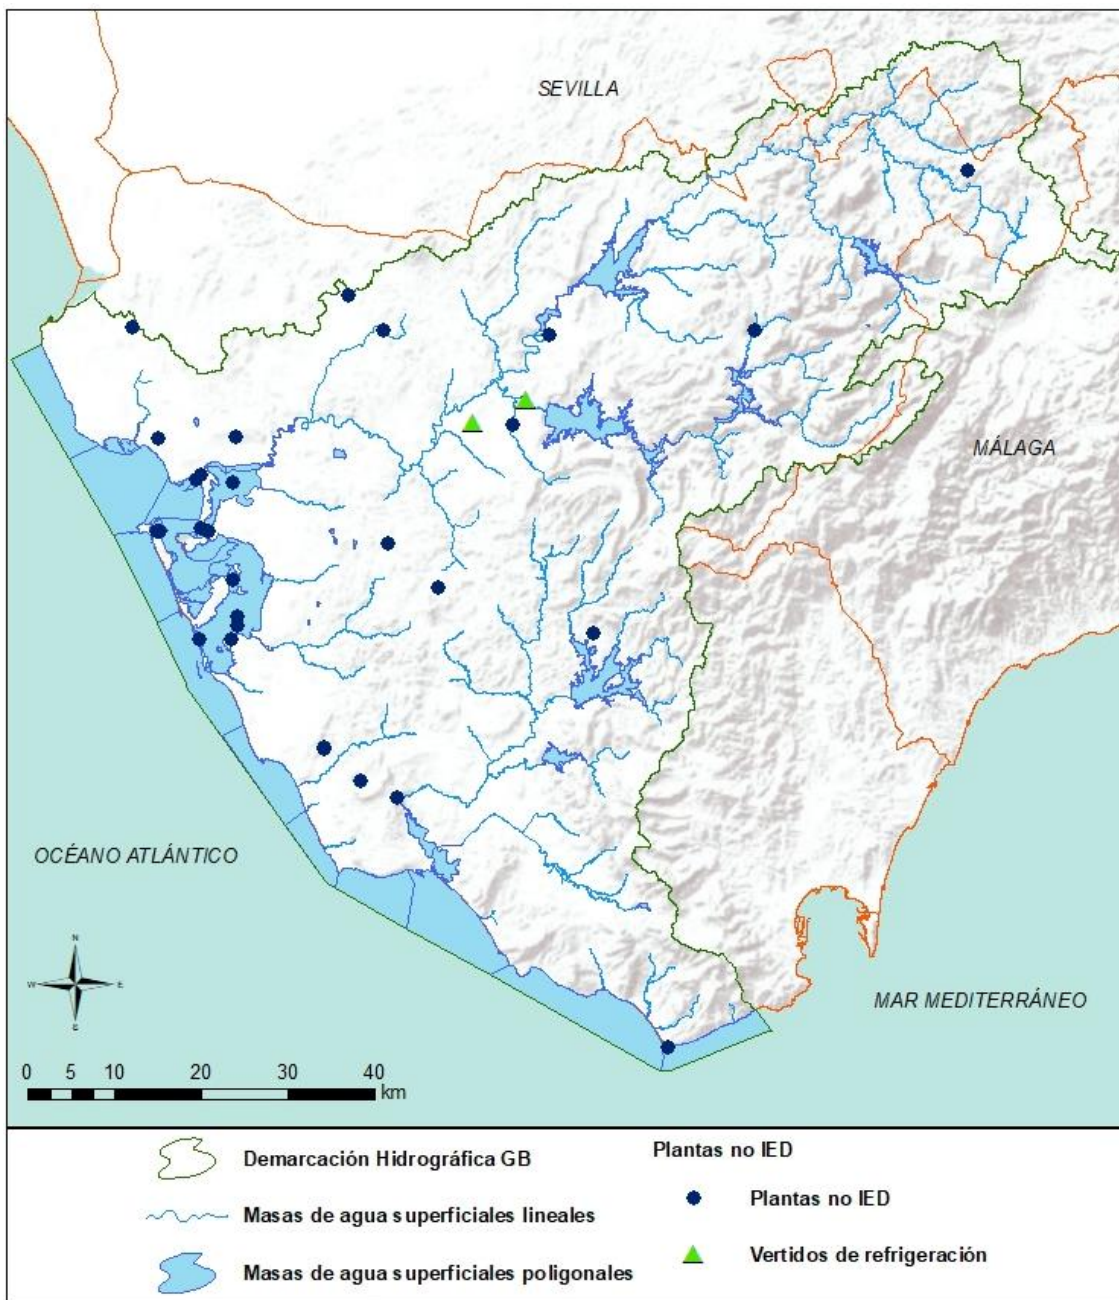 SEVILLA
MÁLAGA
OCÉANO ATLÁNTICO
MAR MEDITERRÁNEO
N
W E
S
0 5 10 20 30 40
km
Demarcación Hidrográfica GB
Masas de agua superficiales lineales
Masas de agua superficiales poligonales
Plantas no IED
Plantas no IED
Vertidos de refrigeración